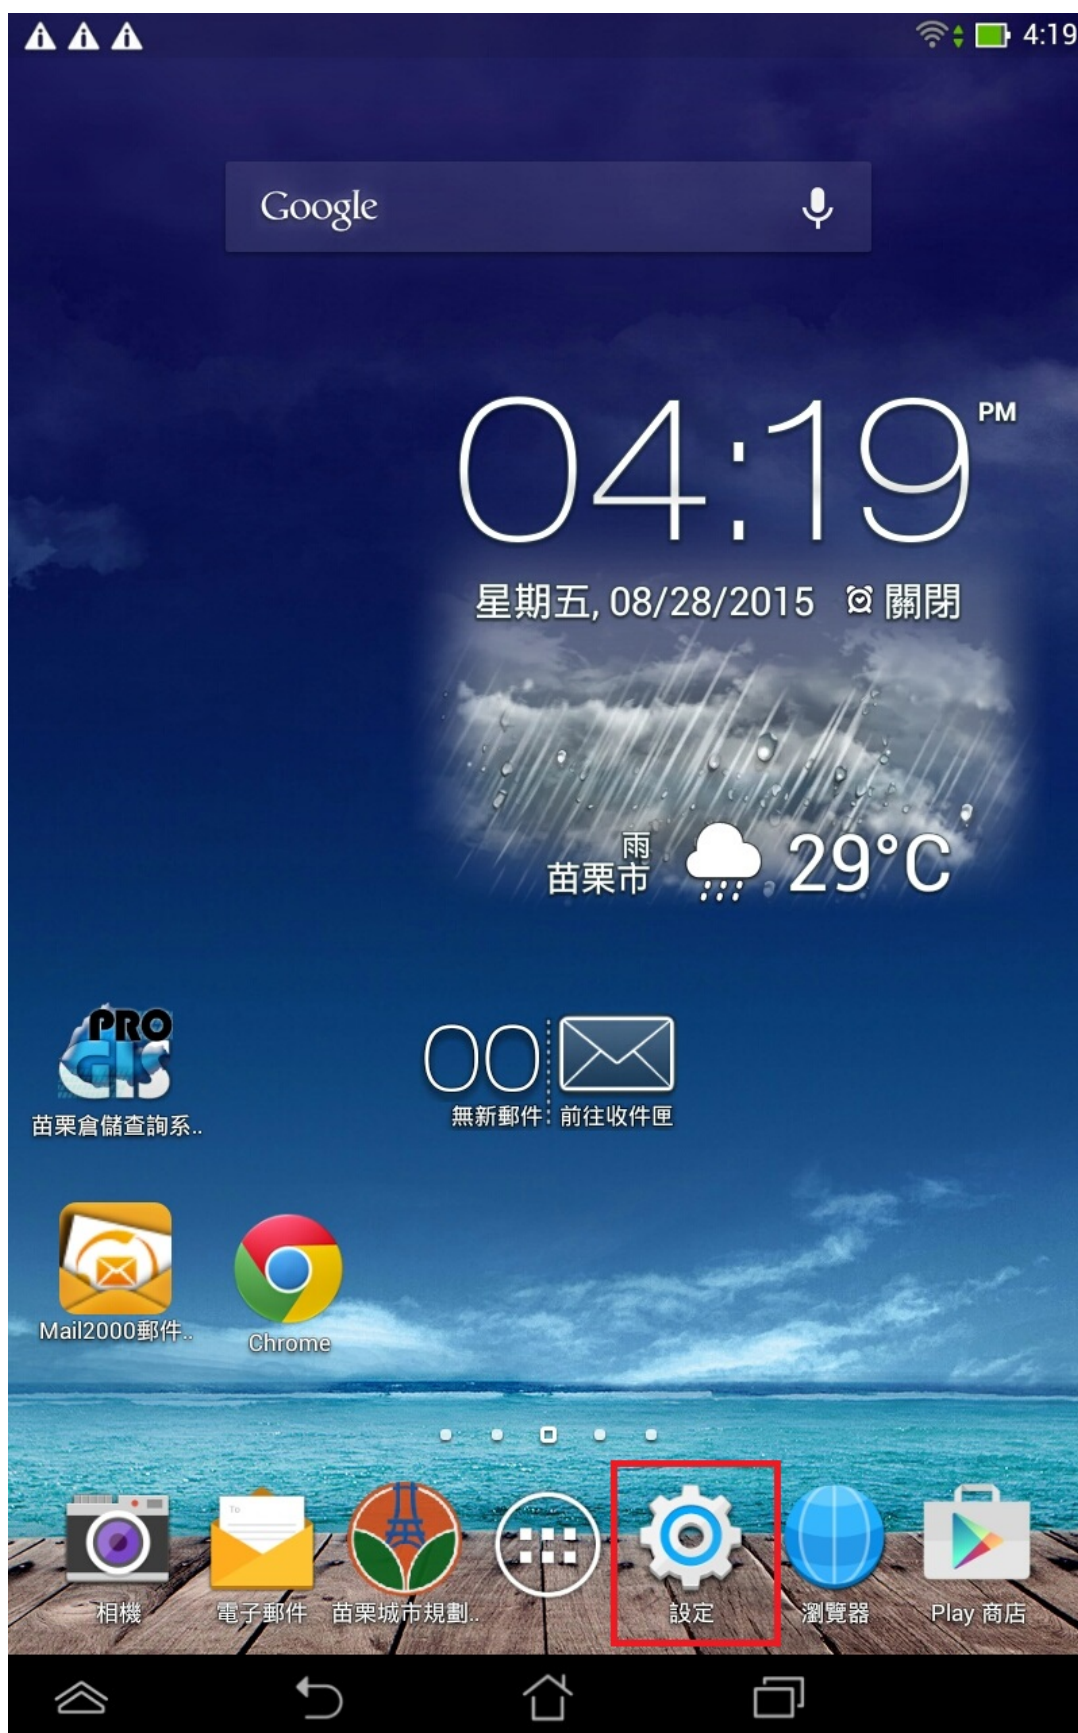 4:19
Google
04:19 PM
星期五, 08/28/2015 關閉
雨
苗栗市 29°C
PRO
GIS
苗栗倉儲查詢系..
00
無新郵件 前往收件匣
Mail2000郵件..
Chrome
To
相機
電子郵件
苗栗城市規劃..
設定
瀏覽器
Play 商店